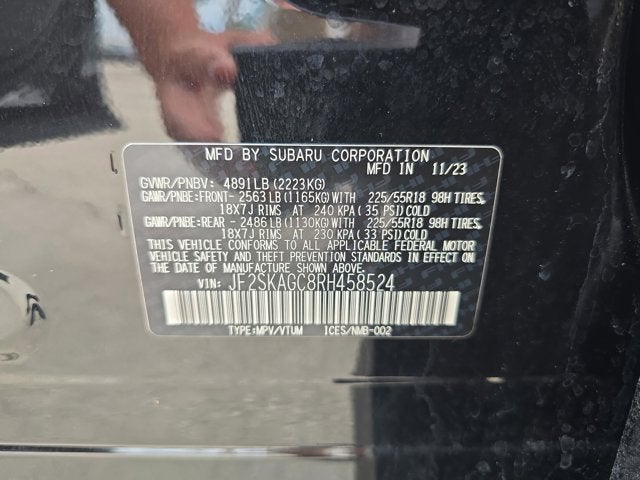 MFD BY SUBARU CORPORATION
MFD IN 11/23
GVWR/PNBV: 4891LB (2223KG)
GAWR/PNBE:FRONT- 2563LB (1165KG) WITH 225/55R18 98H TIRES,
18X7J RIMS AT 240 KPA (35 PSI) COLD
GAWR/PNBE:REAR - 2486LB (1130KG) WITH 225/55R18 98H TIRES,
18X7J RIMS AT 230 KPA (33 PSI) COLD
THIS VEHICLE CONFORMS TO ALL APPLICABLE FEDERAL MOTOR
VEHICLE SAFETY AND THEFT PREVENTION STANDARDS IN EFFECT ON
THE DATE OF MANUFACTURE SHOWN ABOVE.
VIN: JF2SKAGC8RH458524
TYPE:MPV/VTUM ICES/NMB-002